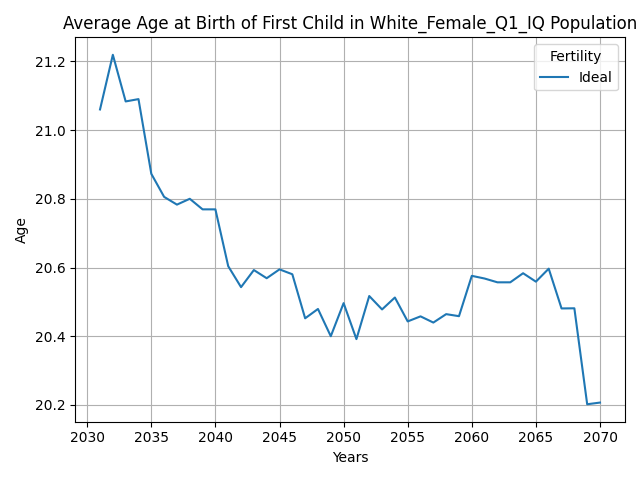 Average Age at Birth of First Child in White_Female_Q1_IQ Population
Fertility
Ideal
21.2
21.0
20.8
20.6
20.4
20.2
Age
2030 2035 2040 2045 2050 2055 2060 2065 2070
Years